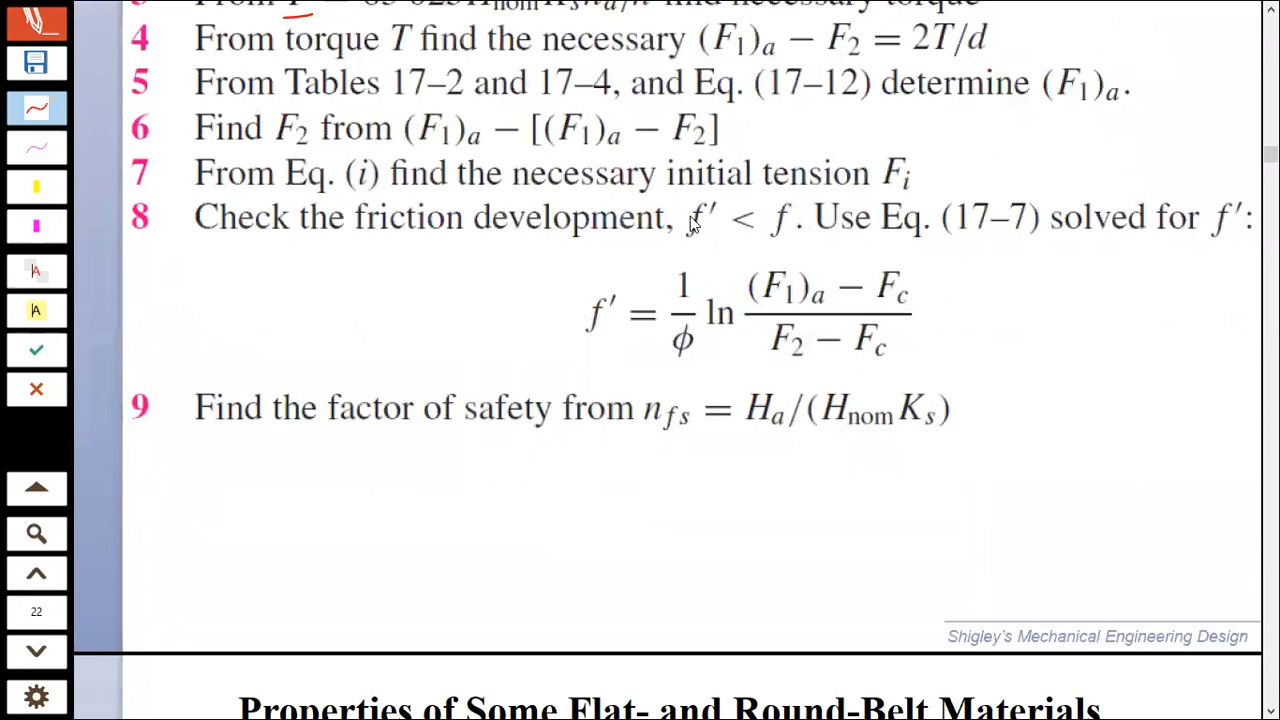 4 From torque T find the necessary (F₁)ₐ − F₂ = 2T/d
5 From Tables 17–2 and 17–4, and Eq. (17–12) determine (F₁)ₐ.
6 Find F₂ from (F₁)ₐ − [(F₁)ₐ − F₂]
7 From Eq. (i) find the necessary initial tension Fᵢ
8 Check the friction development, f′ < f. Use Eq. (17–7) solved for f′:
f′ = 1/ϕ ln (F₁)ₐ − F_c / F₂ − F_c
9 Find the factor of safety from n_fs = Hₐ/(H_nom K_s)
22
Shigley's Mechanical Engineering Design
Properties of Some Flat- and Round-Belt Materials